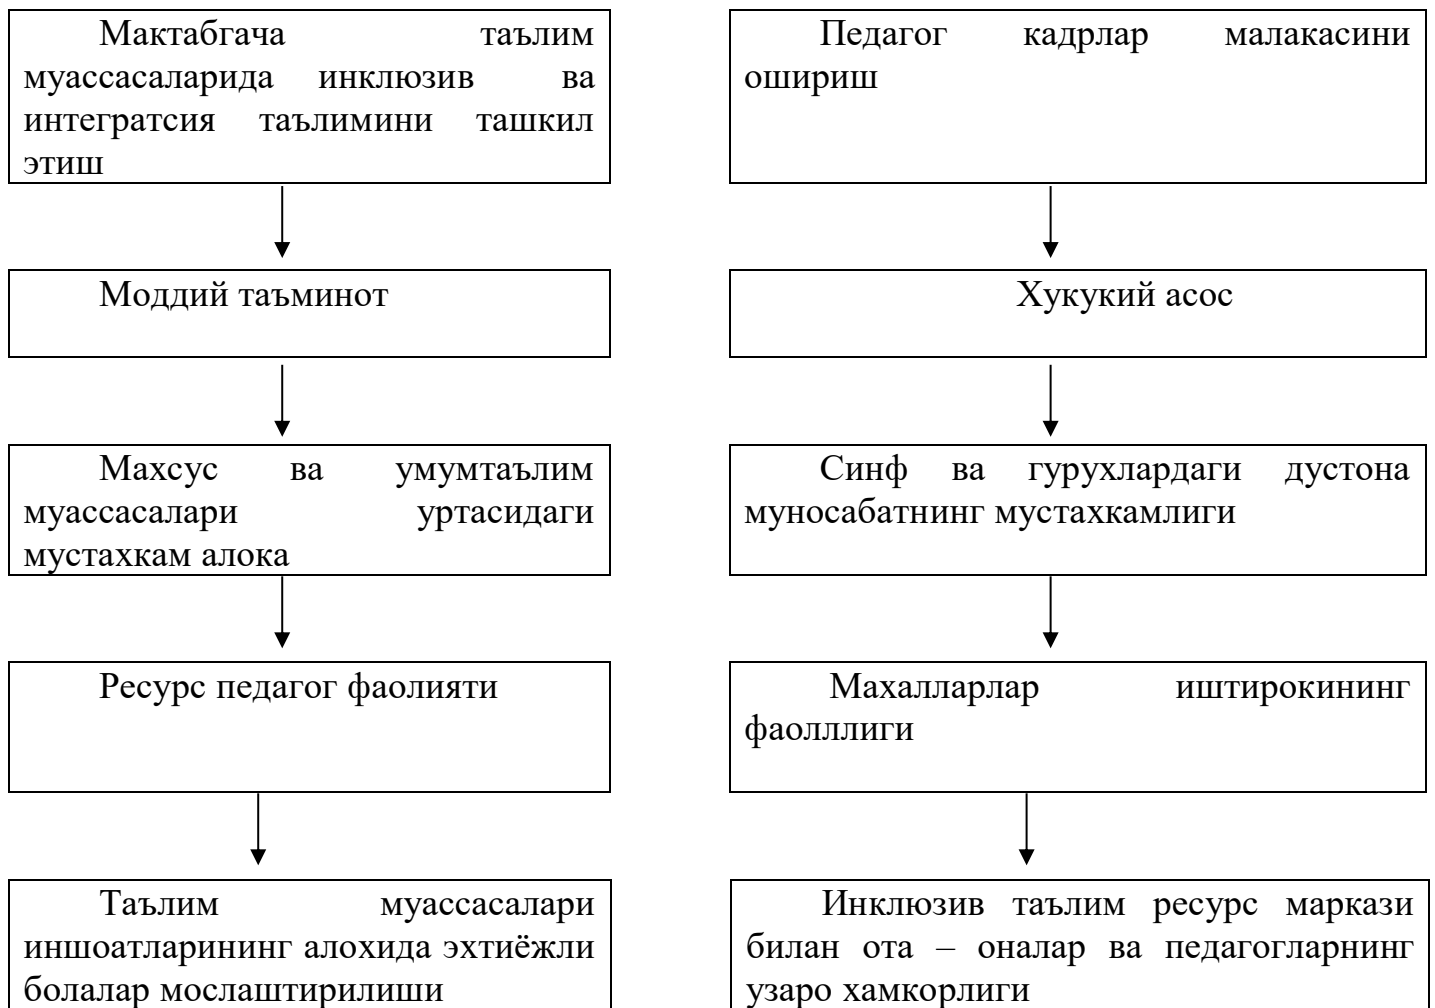 Мактабгача таълим
муассасаларида инклюзив ва
интегратсия таълимини ташкил
этиш
Педагог кадрлар малакасини
ошириш
Моддий таъминот
Хукукий асос
Махсус ва умумтаълим
муассасалари уртасидаги
мустахкам алока
Синф ва гурухлардаги дустона
муносабатнинг мустахкамлиги
Ресурс педагог фаолияти
Махалларлар иштирокининг
фаолллиги
Таълим муассасалари
иншоатларининг алохида эхтиёжли
болалар мослаштирилиши
Инклюзив таълим ресурс маркази
билан ота – оналар ва педагогларнинг
узаро хамкорлиги